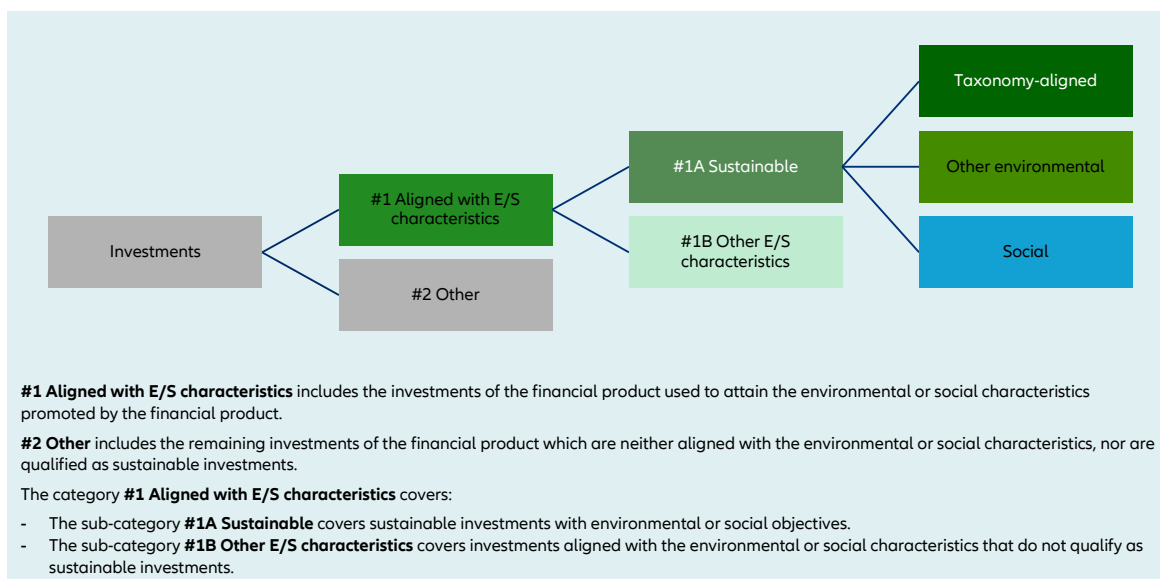 Taxonomy-aligned
#1A Sustainable
Other environmental
#1 Aligned with E/S
characteristics
#1B Other E/S
characteristics
Investments
Social
#2 Other
#1 Aligned with E/S characteristics includes the investments of the financial product used to attain the environmental or social characteristics
promoted by the financial product.
#2 Other includes the remaining investments of the financial product which are neither aligned with the environmental or social characteristics, nor are
qualified as sustainable investments.
The category #1 Aligned with E/S characteristics covers:
- The sub-category #1A Sustainable covers sustainable investments with environmental or social objectives.
- The sub-category #1B Other E/S characteristics covers investments aligned with the environmental or social characteristics that do not qualify as
sustainable investments.